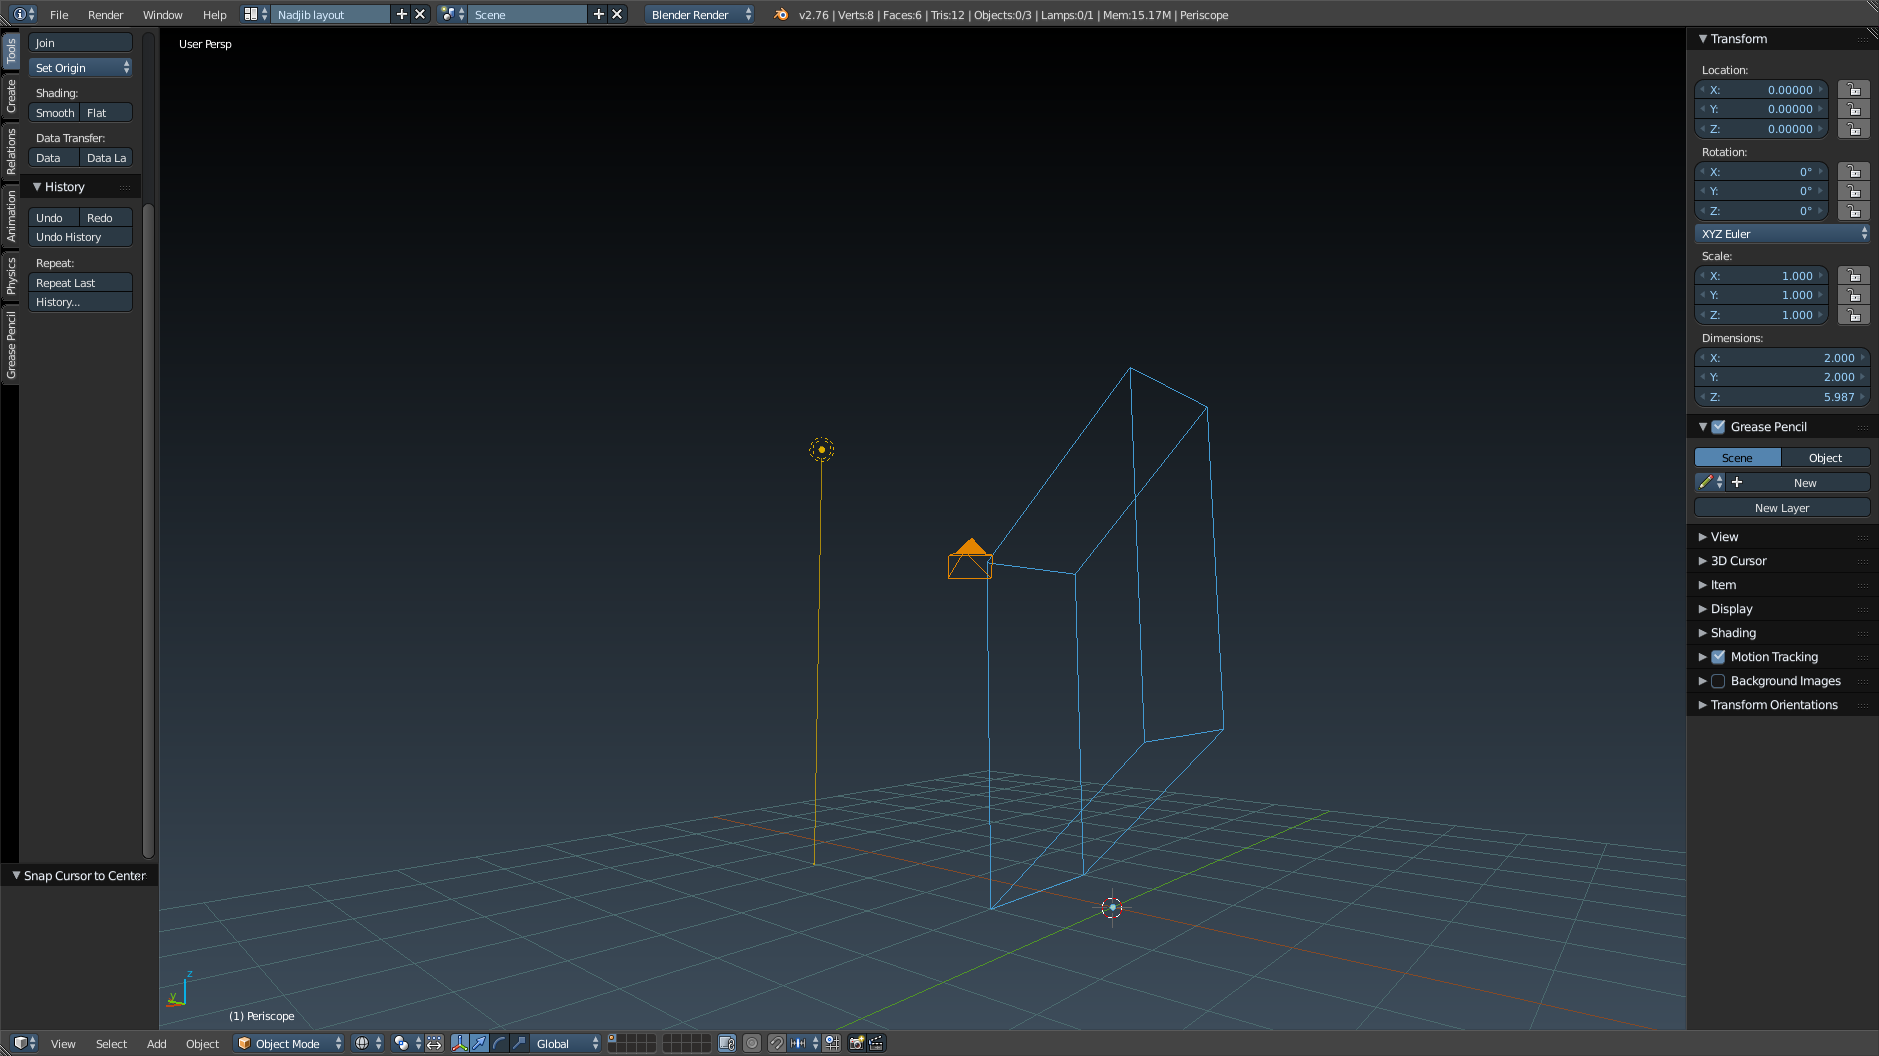 File Render Window Help Nadjib layout Scene Blender Render v2.76 | Verts:8 | Faces:6 | Tris:12 | Objects:0/3 | Lamps:0/1 | Mem:15.17M | Periscope
Tools
Create
Relations
Animation
Physics
Grease Pencil
Join
Set Origin
Shading:
Smooth Flat
Data Transfer:
Data Data La
History
Undo Redo
Undo History
Repeat:
Repeat Last
History...
Snap Cursor to Center
User Persp
z
y
(1) Periscope
Transform
Location:
X: 0.00000
Y: 0.00000
Z: 0.00000
Rotation:
X: 0°
Y: 0°
Z: 0°
XYZ Euler
Scale:
X: 1.000
Y: 1.000
Z: 1.000
Dimensions:
X: 2.000
Y: 2.000
Z: 5.987
Grease Pencil
Scene Object
New
New Layer
View
3D Cursor
Item
Display
Shading
Motion Tracking
Background Images
Transform Orientations
View Select Add Object Object Mode Global